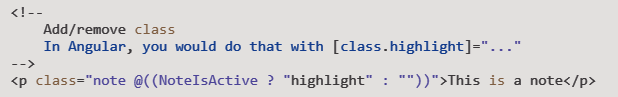 <!--
Add/remove class
In Angular, you would do that with [class.highlight]="..."
-->
<p class="note @((NoteIsActive ? "highlight" : ""))">This is a note</p>